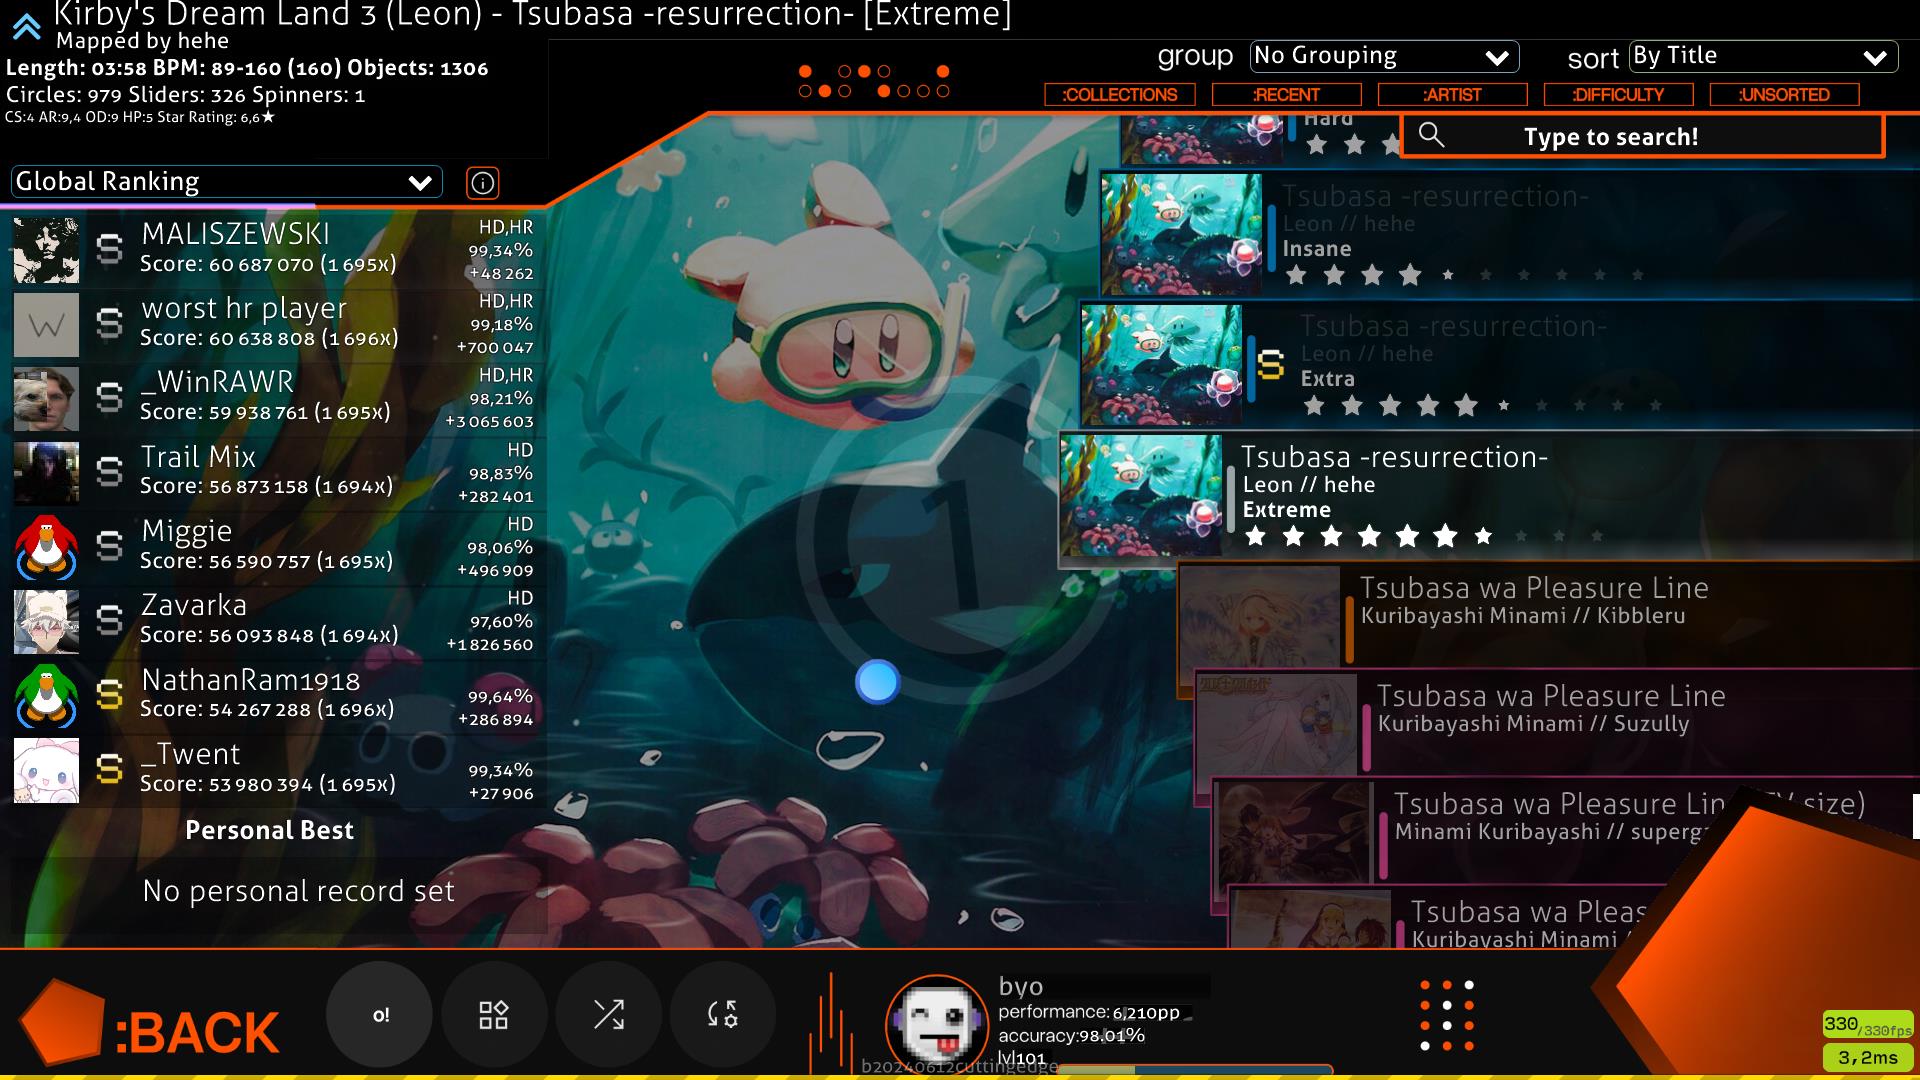 Kirby's Dream Land 3 (Leon) - Tsubasa -resurrection- [Extreme]
Mapped by hehe
Length: 03:58 BPM: 89-160 (160) Objects: 1306
Circles: 979 Sliders: 326 Spinners: 1
CS:4 AR:9,4 OD:9 HP:5 Star Rating: 6,6★
group No Grouping
sort By Title
:COLLECTIONS
:RECENT
:ARTIST
:DIFFICULTY
:UNSORTED
Type to search!
Global Ranking
MALISZEWSKI
Score: 60 687 070 (1 695x)
HD,HR
99,34%
+48 262
worst hr player
Score: 60 638 808 (1 696x)
HD,HR
99,18%
+700 047
_WinRAWR
Score: 59 938 761 (1 695x)
HD,HR
98,21%
+3 065 603
Trail Mix
Score: 56 873 158 (1 694x)
HD
98,83%
+282 401
Miggie
Score: 56 590 757 (1 695x)
HD
98,06%
+496 909
Zavarka
Score: 56 093 848 (1 694x)
HD
97,60%
+1 826 560
NathanRam1918
Score: 54 267 288 (1 696x)
99,64%
+286 894
_Twent
Score: 53 980 394 (1 695x)
99,34%
+27 906
Personal Best
No personal record set
Hard
Tsubasa -resurrection-
Leon // hehe
Insane
Tsubasa -resurrection-
Leon // hehe
Extra
Tsubasa -resurrection-
Leon // hehe
Extreme
Tsubasa wa Pleasure Line
Kuribayashi Minami // Kibbleru
Tsubasa wa Pleasure Line
Kuribayashi Minami // Suzully
Tsubasa wa Pleasure size)
Minami Kuribayashi //
Tsubasa wa
Kuribayashi Minami
:BACK
o!
byo
performance: 6,210pp
accuracy:98.01%
lvl101
b20240612cuttingedge
330/330fps
3,2ms